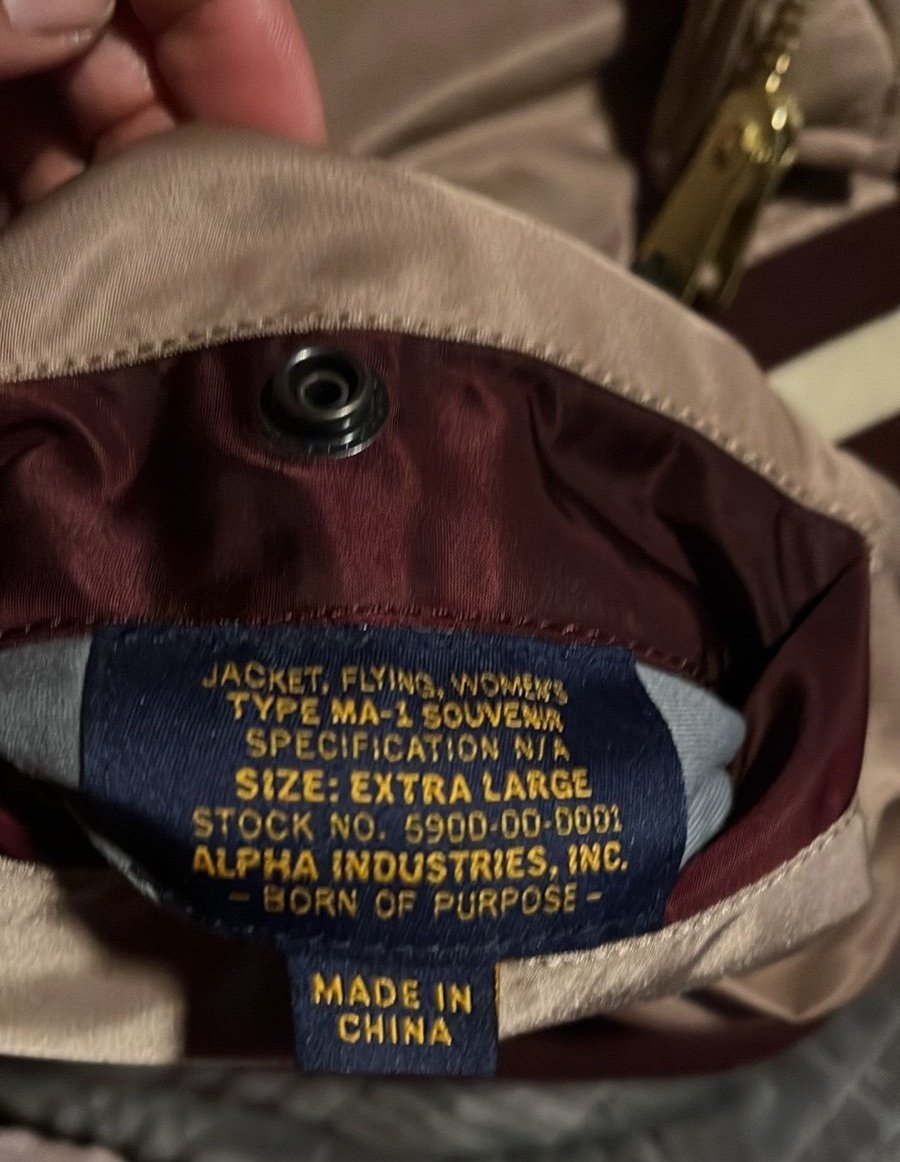 JACKET, FLYING, WOMEN'S
TYPE MA-1 SOUVENIR
SPECIFICATION N/A
SIZE: EXTRA LARGE
STOCK NO. 5900-00-0001
ALPHA INDUSTRIES, INC.
- BORN OF PURPOSE -
MADE IN
CHINA